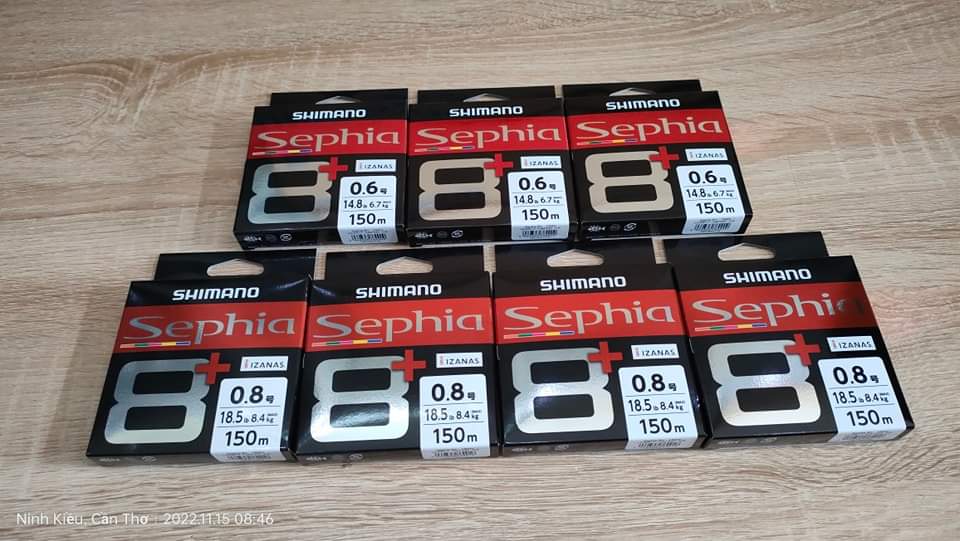 SHIMANO
Sephia
8+
IZANAS
0.6号
14.8lb 6.7kg
150m
SHIMANO
Sephia
8+
IZANAS
0.6号
14.8lb 6.7kg
150m
SHIMANO
Sephia
8+
IZANAS
0.6号
14.8lb 6.7kg
150m
SHIMANO
Sephia
8+
IZANAS
0.8号
18.5lb 8.4kg
150m
SHIMANO
Sephia
8+
IZANAS
0.8号
18.5lb 8.4kg
150m
SHIMANO
Sephia
8+
IZANAS
0.8号
18.5lb 8.4kg
150m
SHIMANO
Sephia
8+
IZANAS
0.8号
18.5lb 8.4kg
150m
Ninh Kiều, Cần Thơ : 2022.11.15 08:46